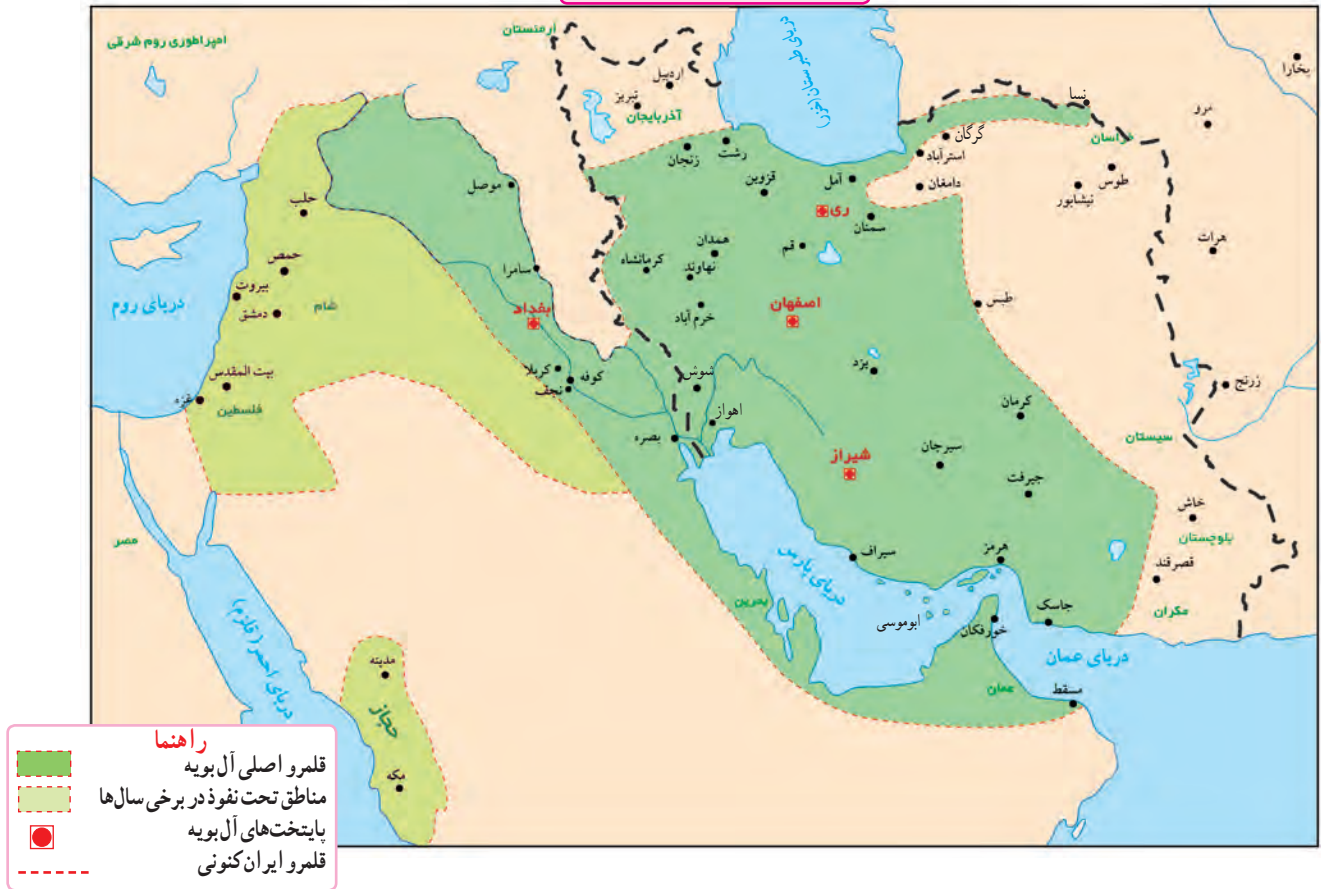 امپراطوری روم شرقی
ارمنستان
دریای طبرستان (خزر)
بخارا
اردبیل
تبریز
آذربایجان
نسا
مرو
خراسان
گرگان
استرآباد
دامغان
طوس
نیشابور
رشت
زنجان
قزوین
آمل
ری
سمنان
موصل
حلب
هرات
همدان
نهاوند
کرمانشاه
قم
سامرا
حمص
بیروت
دمشق
شام
دریای روم
بغداد
خرم آباد
اصفهان
طبس
یزد
کربلا
کوفه
نجف
شوش
بیت المقدس
غزه
فلسطین
زرنج
اهواز
کرمان
بصره
سیستان
سیرجان
شیراز
جیرفت
خاش
بلوچستان
قصرقند
مکران
مصر
سیراف
هرمز
دریای پارس
بحرین
جاسک
ابوموسی
خورفکان
دریای عمان
عمان
مسقط
دریای احمر (قلزم)
مدینه
حجاز
مکه
راهنما
قلمرو اصلی آل‌بویه
مناطق تحت نفوذ در برخی سال‌ها
پایتخت‌های آل‌بویه
قلمرو ایران کنونی